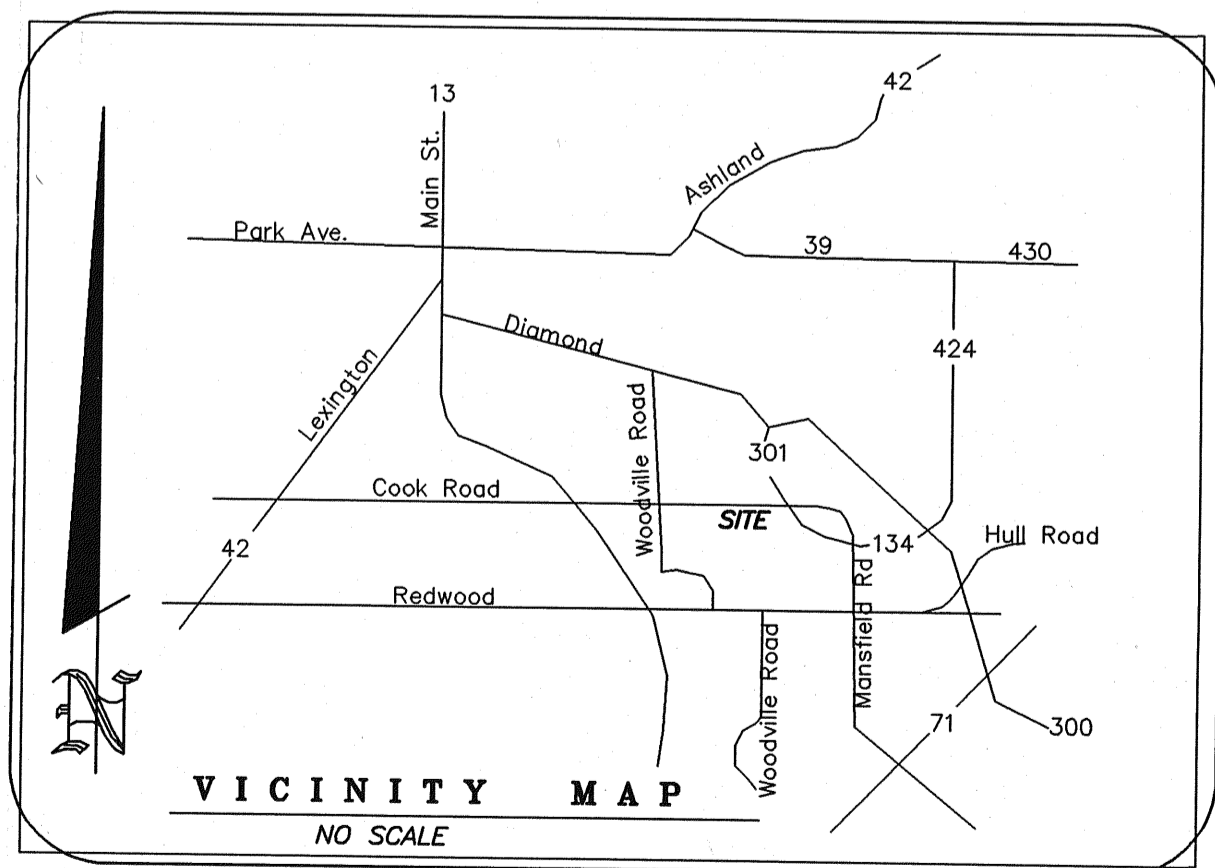 13
42
Main St.
Ashland
Park Ave.
39
430
Diamond
424
Lexington
Woodville Road
301
Cook Road
SITE
42
134
Hull Road
Redwood
Mansfield Rd
Woodville Road
71
300
N
VICINITY MAP
NO SCALE